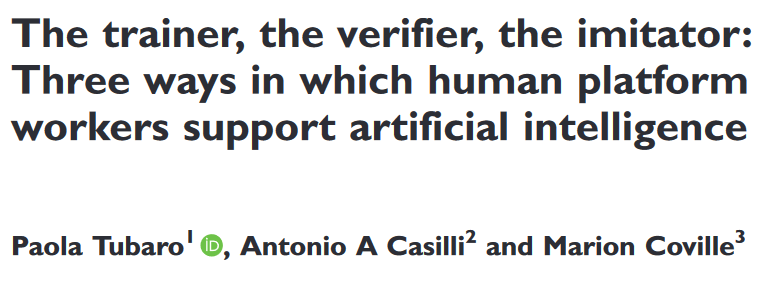 The trainer, the verifier, the imitator:
Three ways in which human platform
workers support artificial intelligence
Paola Tubaro1 iD, Antonio A Casilli2 and Marion Coville3